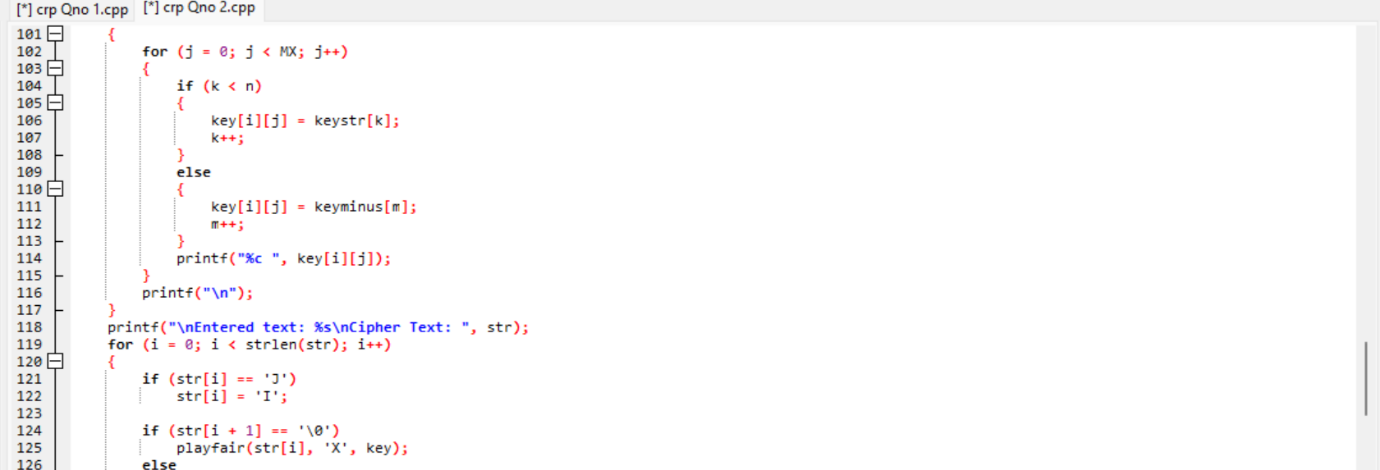 [*] crp Qno 1.cpp [*] crp Qno 2.cpp
101 {
102 for (j = 0; j < MX; j++)
103 {
104 if (k < n)
105 {
106 key[i][j] = keystr[k];
107 k++;
108 }
109 else
110 {
111 key[i][j] = keyminus[m];
112 m++;
113 }
114 printf("%c ", key[i][j]);
115 }
116 printf("\n");
117 }
118 printf("\nEntered text: %s\nCipher Text: ", str);
119 for (i = 0; i < strlen(str); i++)
120 {
121 if (str[i] == 'J')
122 str[i] = 'I';
123
124 if (str[i + 1] == '\0')
125 playfair(str[i], 'X', key);
126 else